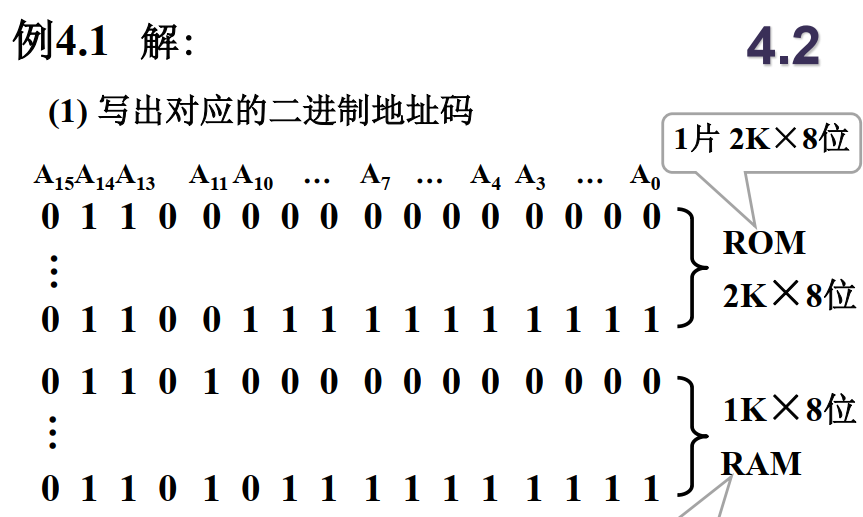 例4.1 解:
4.2
(1) 写出对应的二进制地址码
1片 2K×8位
A15A14A13 A11 A10 … A7 … A4 A3 … A0
0 1 1 0 0 0 0 0 0 0 0 0 0 0 0 0
ROM
⋮
2K×8位
0 1 1 0 0 1 1 1 1 1 1 1 1 1 1 1
0 1 1 0 1 0 0 0 0 0 0 0 0 0 0 0
1K×8位
⋮
RAM
0 1 1 0 1 0 1 1 1 1 1 1 1 1 1 1